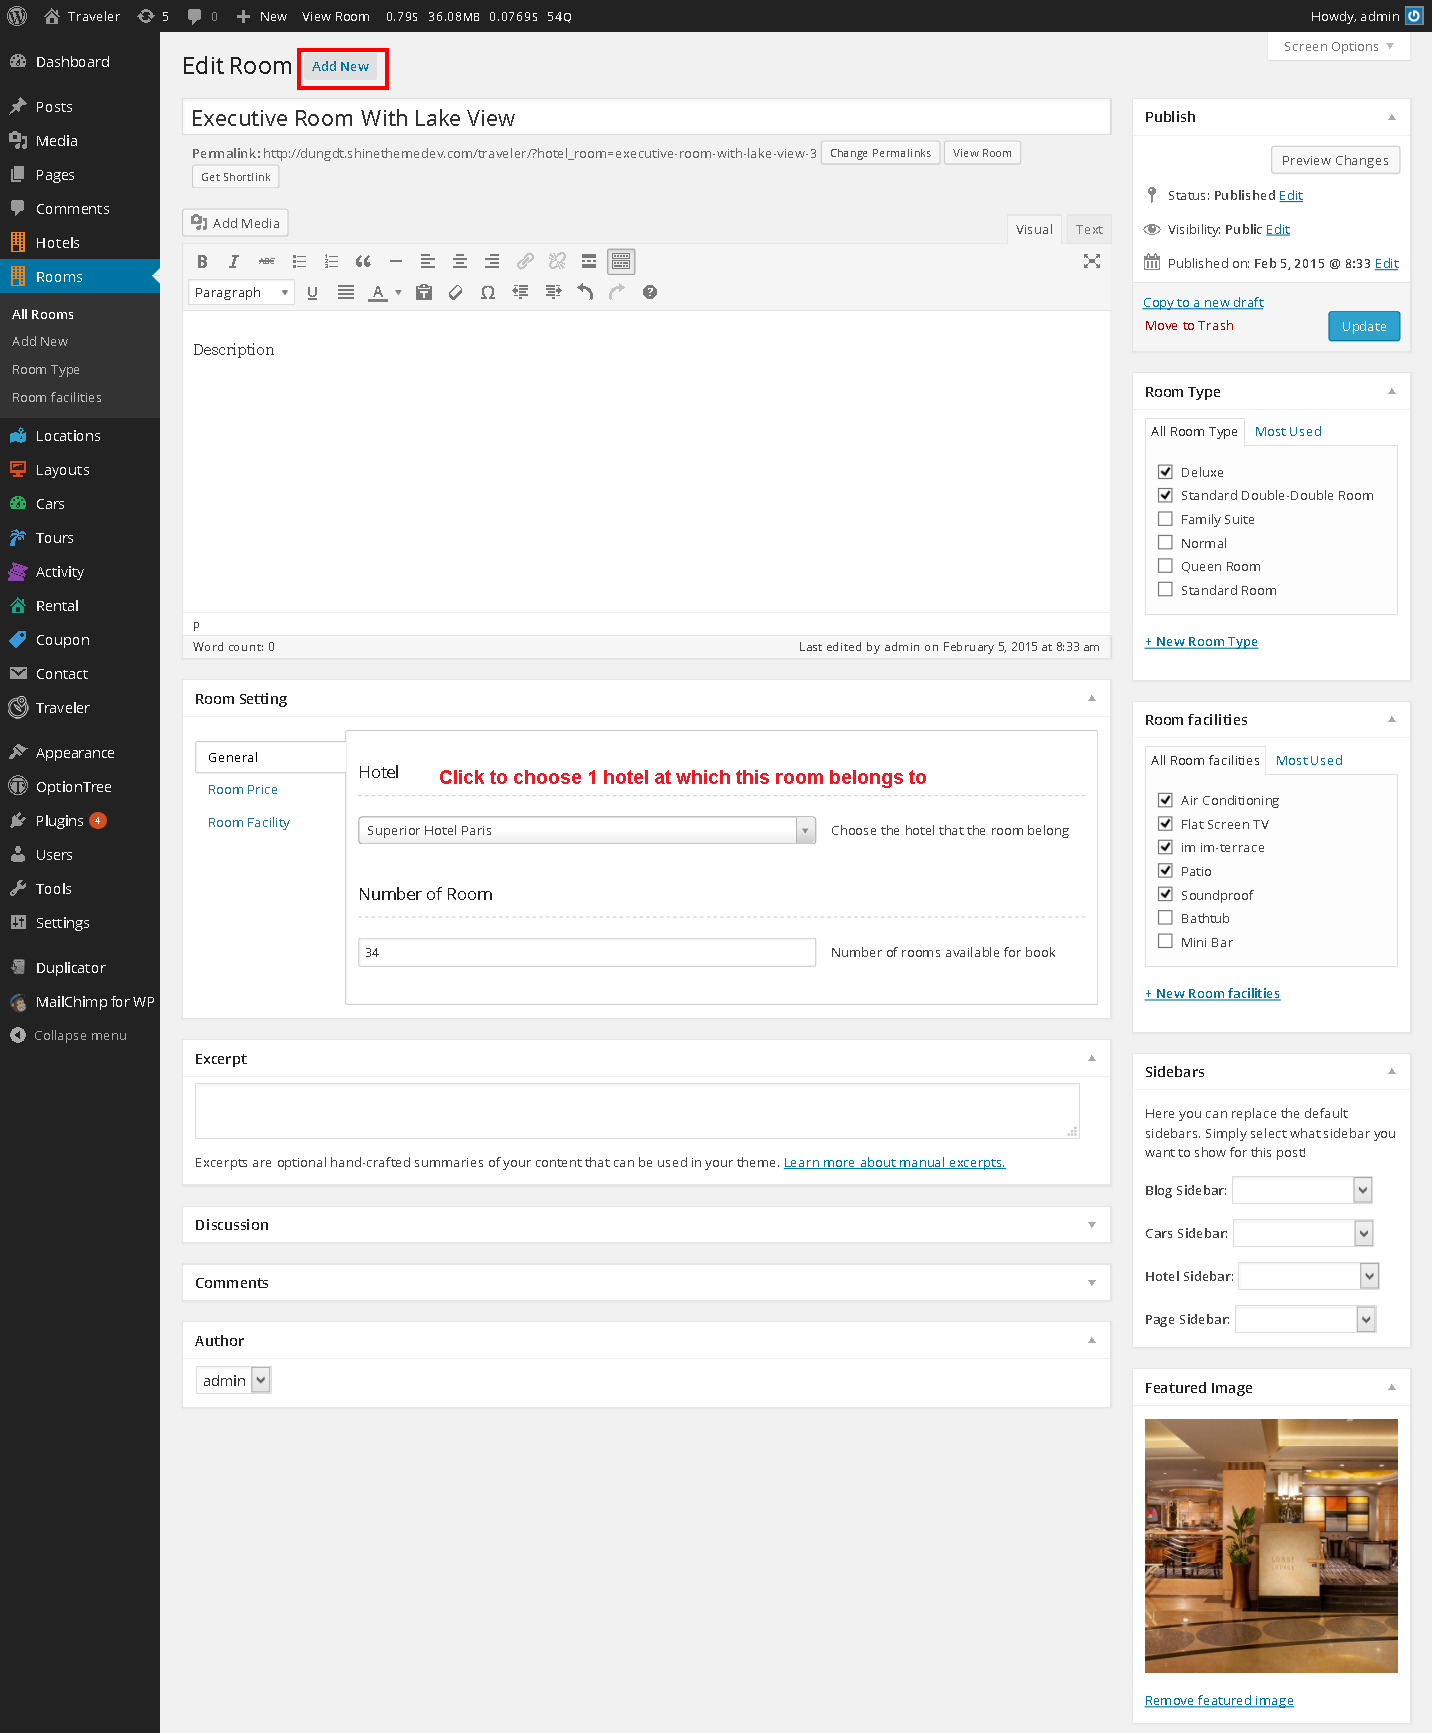 Traveler 5 0 New View Room 0.79s 36.08MB 0.0769s 54Q Howdy, admin
Screen Options
Dashboard
Posts
Media
Pages
Comments
Hotels
Rooms
All Rooms
Add New
Room Type
Room facilities
Locations
Layouts
Cars
Tours
Activity
Rental
Coupon
Contact
Traveler
Appearance
OptionTree
Plugins 4
Users
Tools
Settings
Duplicator
MailChimp for WP
Collapse menu
Edit Room Add New
Executive Room With Lake View
Permalink: http://dungdt.shinethemedev.com/traveler/?hotel_room=executive-room-with-lake-view-3 Change Permalinks View Room
Get Shortlink
Add Media
Visual Text
B I ABC
Paragraph U A Ω
Description
p
Word count: 0 Last edited by admin on February 5, 2015 at 8:33 am
Room Setting
General
Room Price
Room Facility
Hotel Click to choose 1 hotel at which this room belongs to
Superior Hotel Paris Choose the hotel that the room belong
Number of Room
34 Number of rooms available for book
Excerpt
Excerpts are optional hand-crafted summaries of your content that can be used in your theme. Learn more about manual excerpts.
Discussion
Comments
Author
admin
Publish
Preview Changes
Status: Published Edit
Visibility: Public Edit
Published on: Feb 5, 2015 @ 8:33 Edit
Copy to a new draft
Move to Trash Update
Room Type
All Room Type Most Used
Deluxe
Standard Double-Double Room
Family Suite
Normal
Queen Room
Standard Room
+ New Room Type
Room facilities
All Room facilities Most Used
Air Conditioning
Flat Screen TV
im im-terrace
Patio
Soundproof
Bathtub
Mini Bar
+ New Room facilities
Sidebars
Here you can replace the default
sidebars. Simply select what sidebar you
want to show for this post!
Blog Sidebar:
Cars Sidebar:
Hotel Sidebar:
Page Sidebar:
Featured Image
LOBBY
LOUNGE
Remove featured image